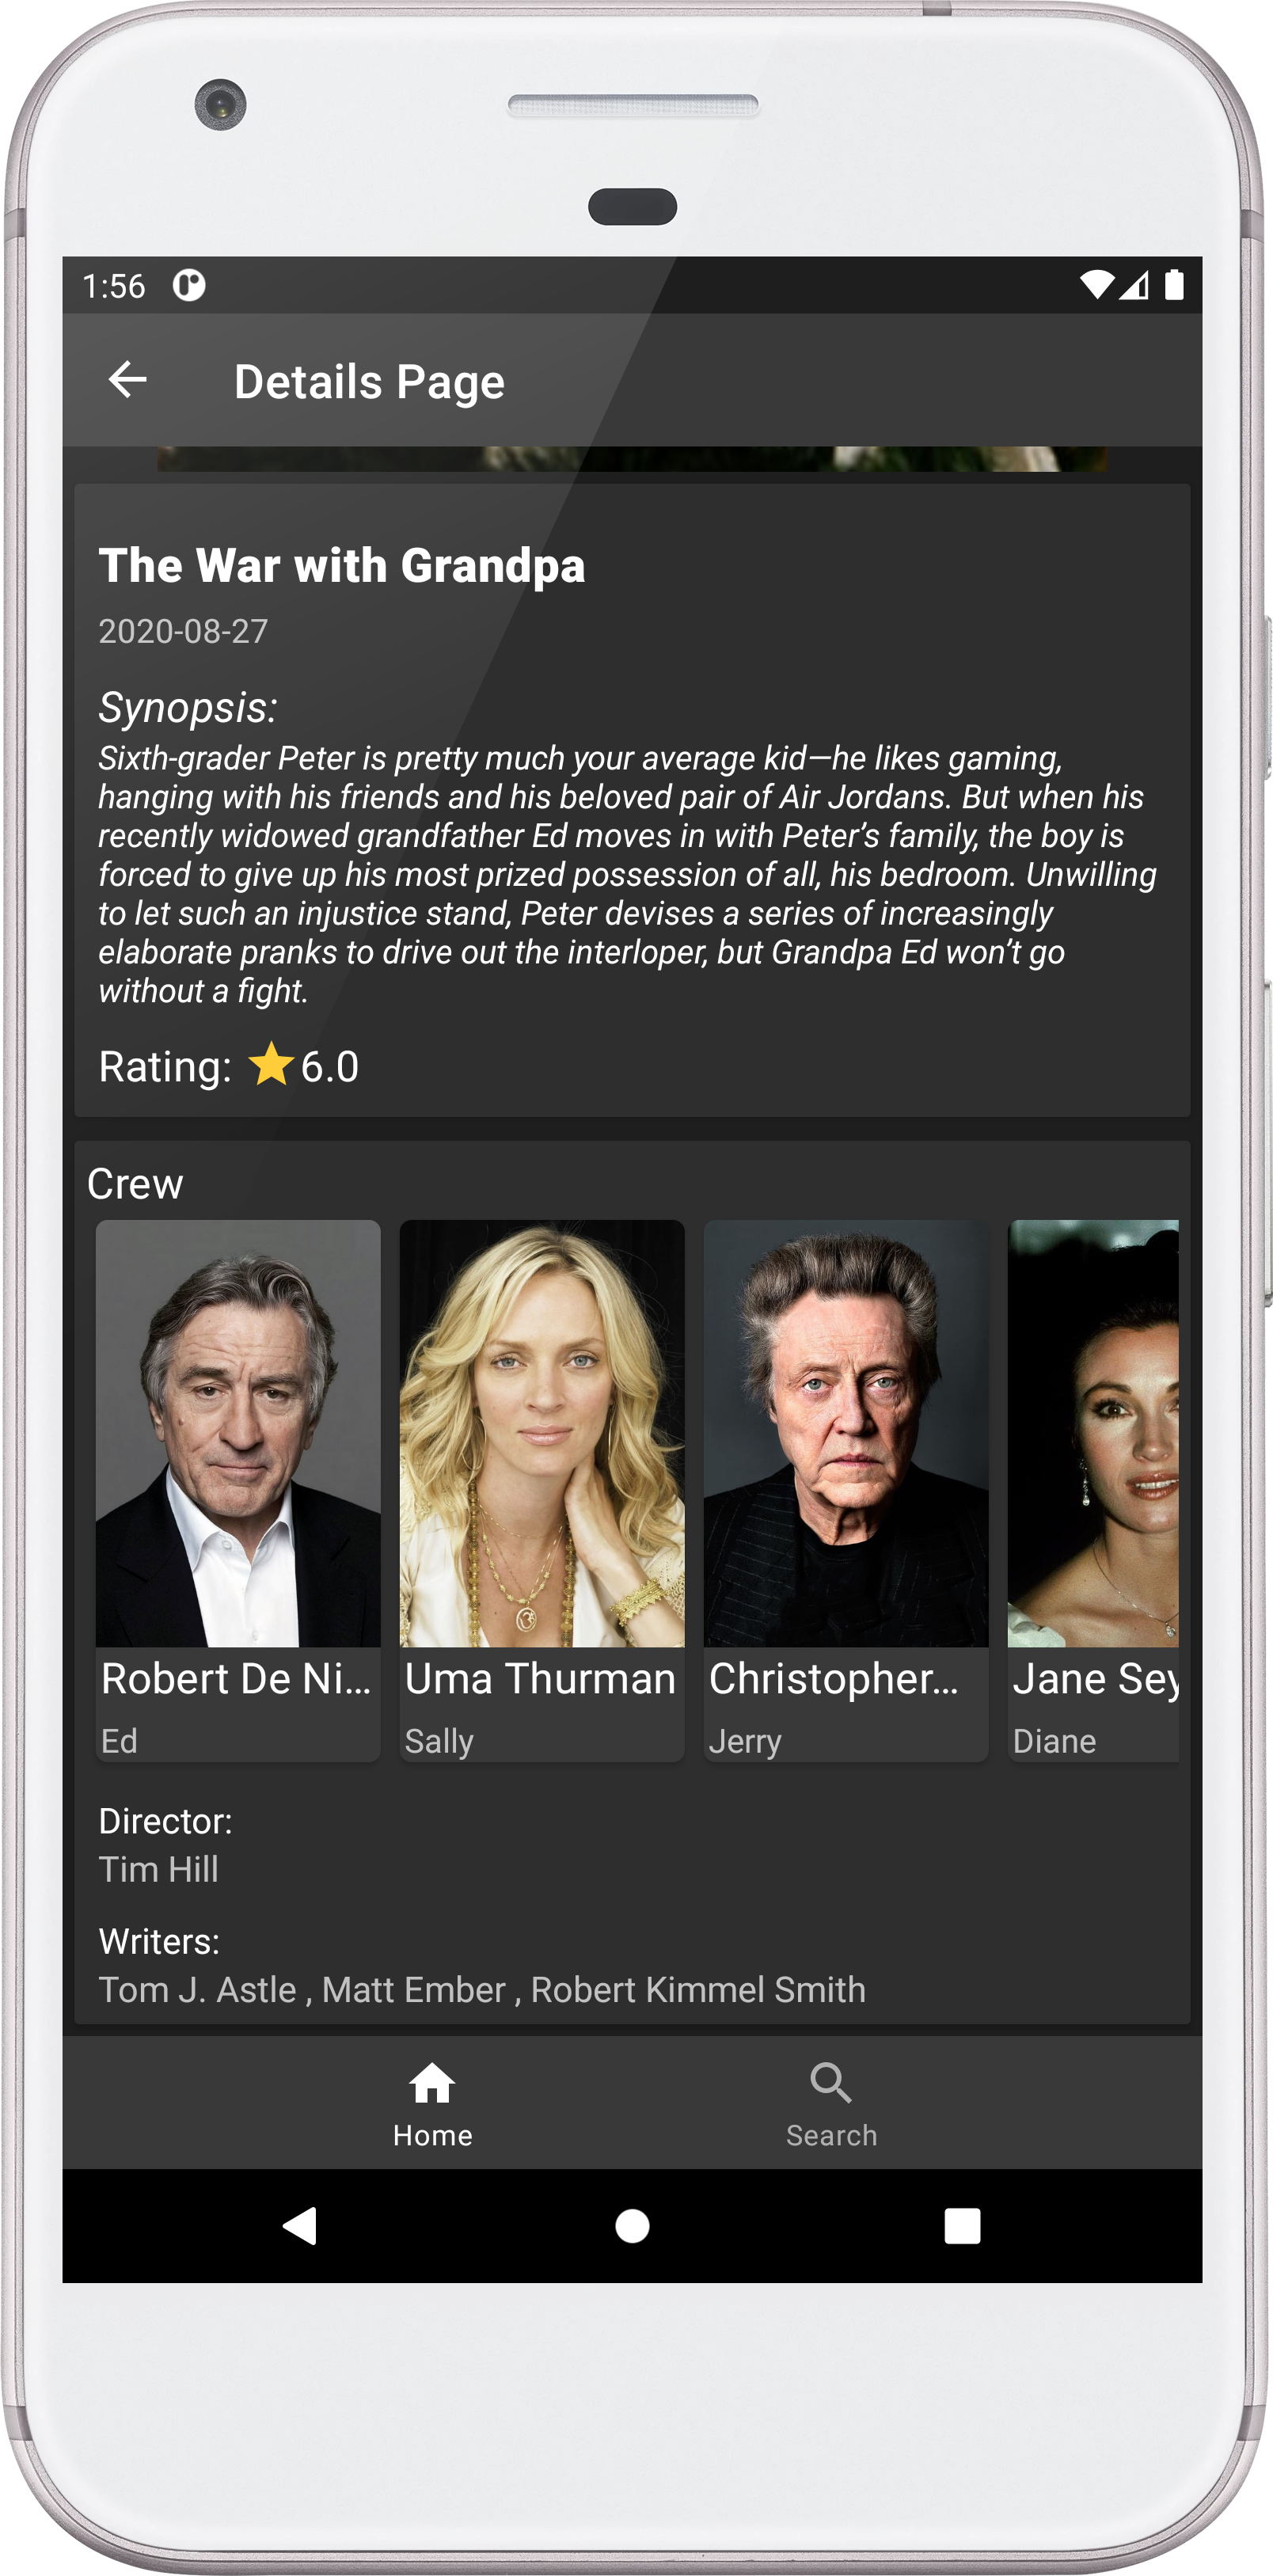 1:56
Details Page
The War with Grandpa
2020-08-27
Synopsis:
Sixth-grader Peter is pretty much your average kid—he likes gaming,
hanging with his friends and his beloved pair of Air Jordans. But when his
recently widowed grandfather Ed moves in with Peter’s family, the boy is
forced to give up his most prized possession of all, his bedroom. Unwilling
to let such an injustice stand, Peter devises a series of increasingly
elaborate pranks to drive out the interloper, but Grandpa Ed won’t go
without a fight.
Rating: 6.0
Crew
Robert De Ni... Uma Thurman Christopher... Jane Sey
Ed Sally Jerry Diane
Director:
Tim Hill
Writers:
Tom J. Astle , Matt Ember , Robert Kimmel Smith
Home Search